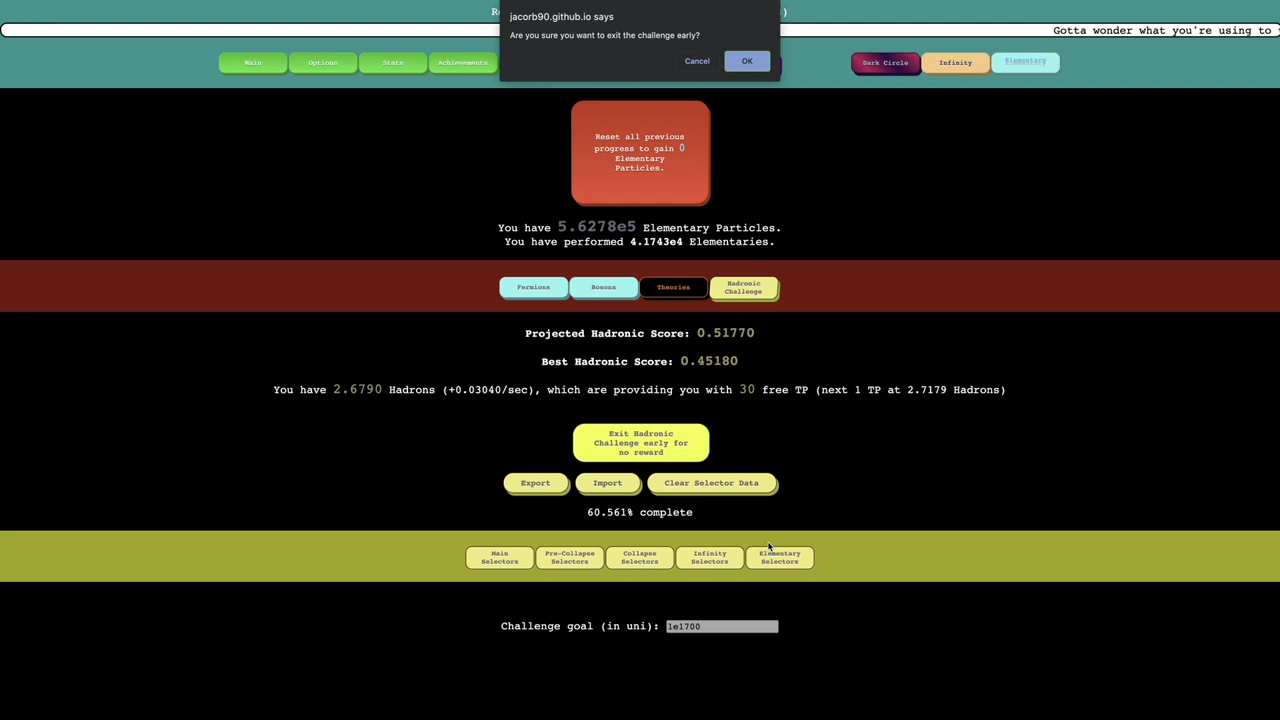 jacorb90.github.io says
Are you sure you want to exit the challenge early?
Cancel
OK
R
)
Gotta wonder what you're using to
Main
Options
Stats
Achievements
Dark Circle
Infinity
Elementary
Reset all previous
progress to gain 0
Elementary
Particles.
You have 5.6278e5 Elementary Particles.
You have performed 4.1743e4 Elementaries.
Fermions
Bosons
Theories
Hadronic
Challenge
Projected Hadronic Score: 0.51770
Best Hadronic Score: 0.45180
You have 2.6790 Hadrons (+0.03040/sec), which are providing you with 30 free TP (next 1 TP at 2.7179 Hadrons)
Exit Hadronic
Challenge early for
no reward
Export
Import
Clear Selector Data
60.561% complete
Main
Selectors
Pre-Collapse
Selectors
Collapse
Selectors
Infinity
Selectors
Elementary
Selectors
Challenge goal (in uni): 1e1700